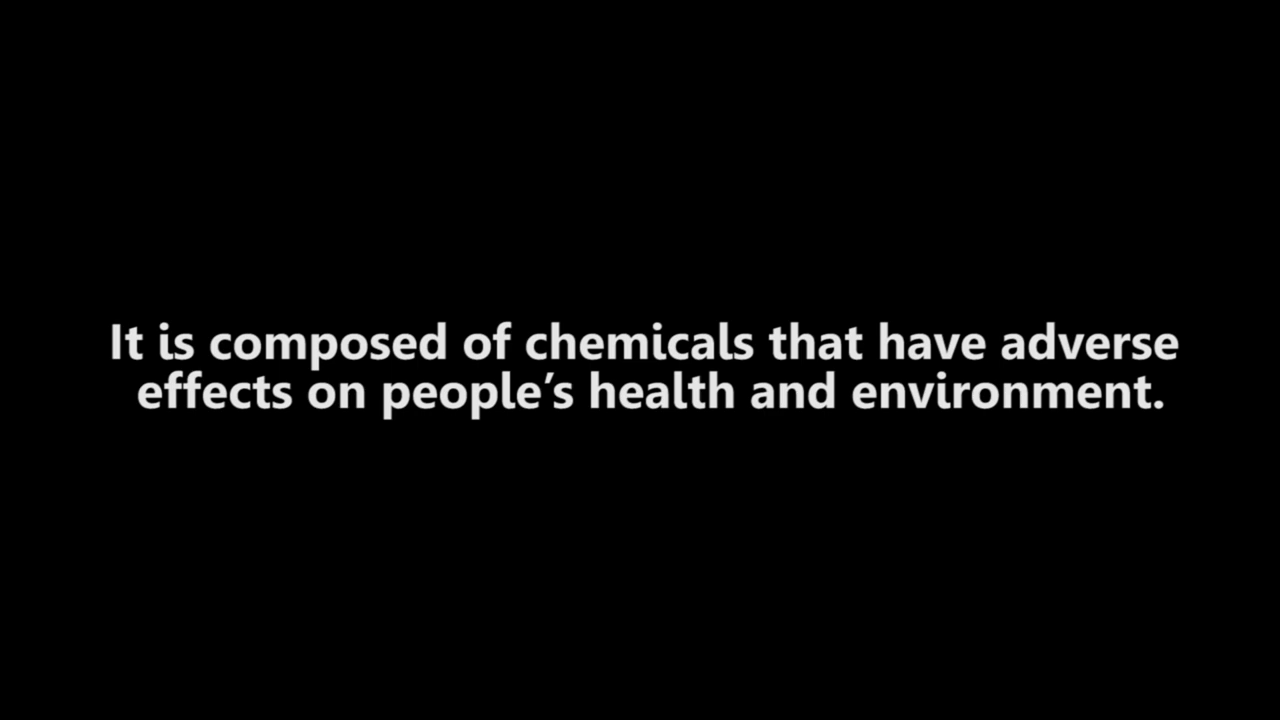 It is composed of chemicals that have adverse
effects on people’s health and environment.